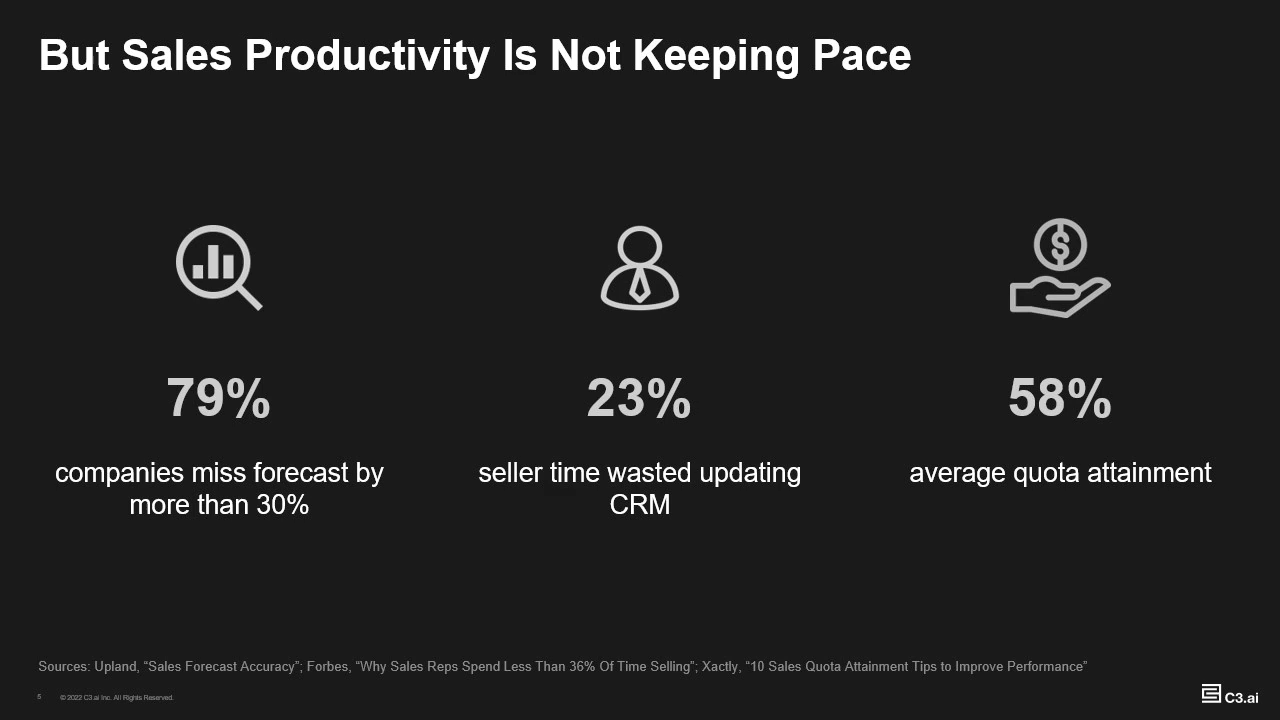 But Sales Productivity Is Not Keeping Pace
79%
companies miss forecast by
more than 30%
23%
seller time wasted updating
CRM
58%
average quota attainment
Sources: Upland, “Sales Forecast Accuracy”; Forbes, “Why Sales Reps Spend Less Than 36% Of Time Selling”; Xactly, “10 Sales Quota Attainment Tips to Improve Performance”
5 © 2022 C3.ai Inc. All Rights Reserved.
C3.ai